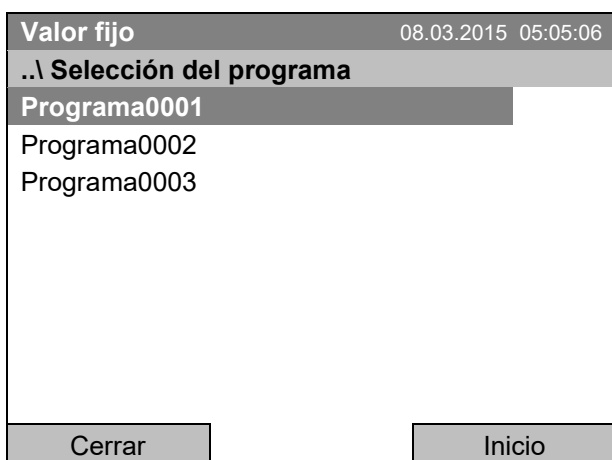 Valor fijo 08.03.2015 05:05:06
..\ Selección del programa
Programa0001
Programa0002
Programa0003
Cerrar Inicio